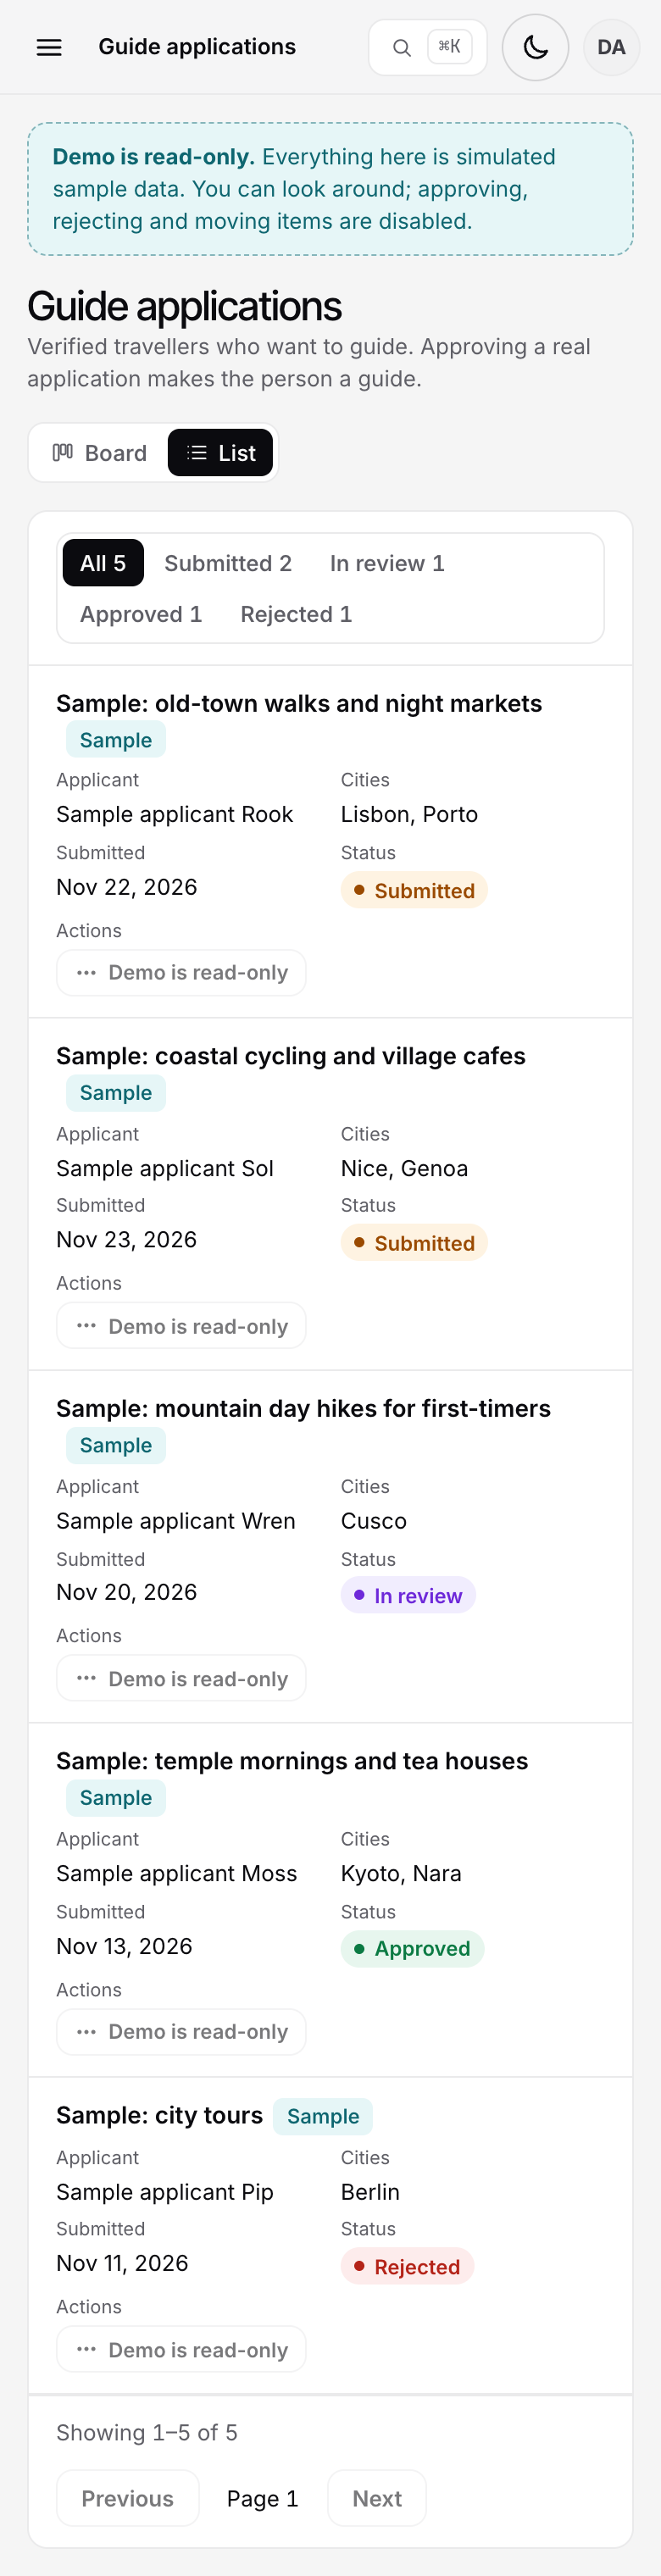 Guide applications
⌘K
DA
Demo is read-only. Everything here is simulated
sample data. You can look around; approving,
rejecting and moving items are disabled.
Guide applications
Verified travellers who want to guide. Approving a real
application makes the person a guide.
Board
List
All 5
Submitted 2
In review 1
Approved 1
Rejected 1
Sample: old-town walks and night markets
Sample
Applicant
Cities
Sample applicant Rook
Lisbon, Porto
Submitted
Status
Nov 22, 2026
Submitted
Actions
Demo is read-only
Sample: coastal cycling and village cafes
Sample
Applicant
Cities
Sample applicant Sol
Nice, Genoa
Submitted
Status
Nov 23, 2026
Submitted
Actions
Demo is read-only
Sample: mountain day hikes for first-timers
Sample
Applicant
Cities
Sample applicant Wren
Cusco
Submitted
Status
Nov 20, 2026
In review
Actions
Demo is read-only
Sample: temple mornings and tea houses
Sample
Applicant
Cities
Sample applicant Moss
Kyoto, Nara
Submitted
Status
Nov 13, 2026
Approved
Actions
Demo is read-only
Sample: city tours
Sample
Applicant
Cities
Sample applicant Pip
Berlin
Submitted
Status
Nov 11, 2026
Rejected
Actions
Demo is read-only
Showing 1–5 of 5
Previous
Page 1
Next